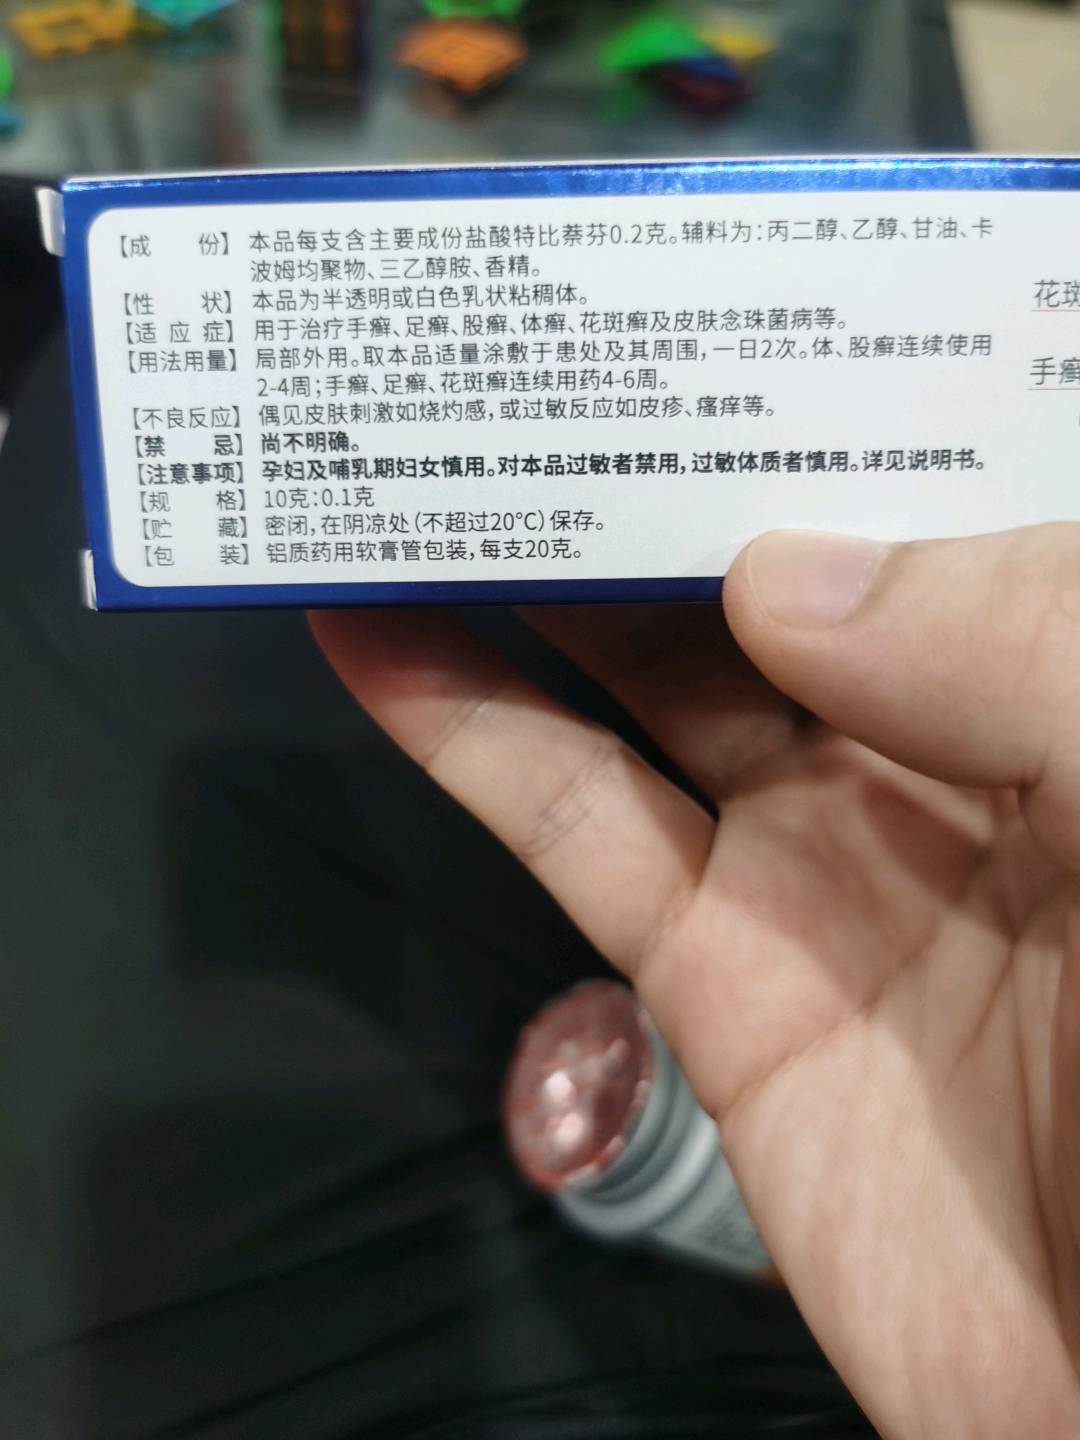 【成 份】 本品每支含主要成份盐酸特比萘芬0.2克。辅料为：丙二醇、乙醇、甘油、卡
波姆均聚物、三乙醇胺、香精。
【性 状】 本品为半透明或白色乳状粘稠体。
【适 应 症】 用于治疗手癣、足癣、股癣、体癣、花斑癣及皮肤念珠菌病等。
【用法用量】 局部外用。取本品适量涂敷于患处及其周围，一日2次。体、股癣连续使用
2-4周；手癣、足癣、花斑癣连续用药4-6周。
【不良反应】 偶见皮肤刺激如烧灼感，或过敏反应如皮疹、瘙痒等。
【禁 忌】 尚不明确。
【注意事项】 孕妇及哺乳期妇女慎用。对本品过敏者禁用，过敏体质者慎用。详见说明书。
【规 格】 10克：0.1克
【贮 藏】 密闭，在阴凉处（不超过20°C）保存。
【包 装】 铝质药用软膏管包装，每支20克。
花斑
手癣